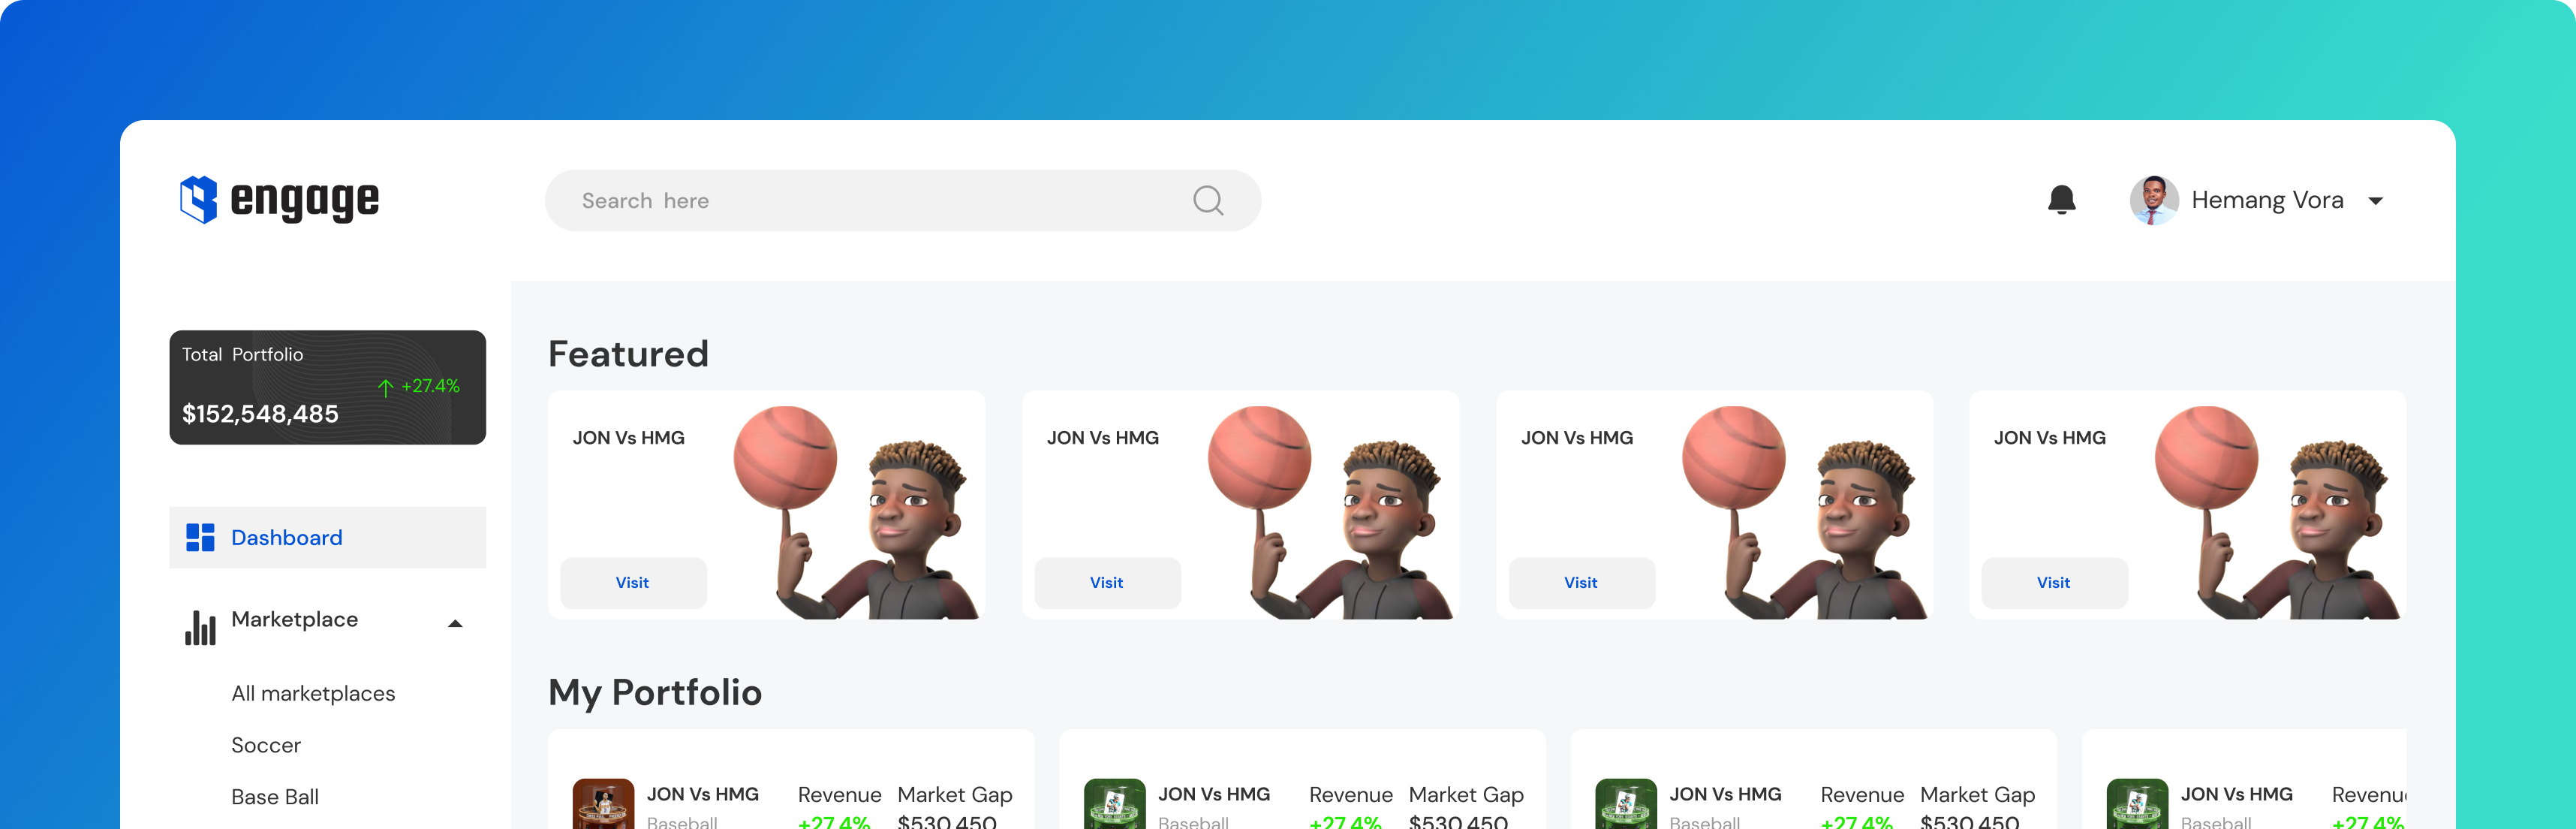 engage
Search here
Hemang Vora
Total Portfolio
+27.4%
$152,548,485
Dashboard
Marketplace
All marketplaces
Soccer
Base Ball
Featured
JON Vs HMG
Visit
JON Vs HMG
Visit
JON Vs HMG
Visit
JON Vs HMG
Visit
My Portfolio
JON Vs HMG
Baseball
Revenue
+27.4%
Market Gap
$530,450
JON Vs HMG
Baseball
Revenue
+27.4%
Market Gap
$530,450
JON Vs HMG
Baseball
Revenue
+27.4%
Market Gap
$530,450
JON Vs HMG
Baseball
Revenu
+27.4%